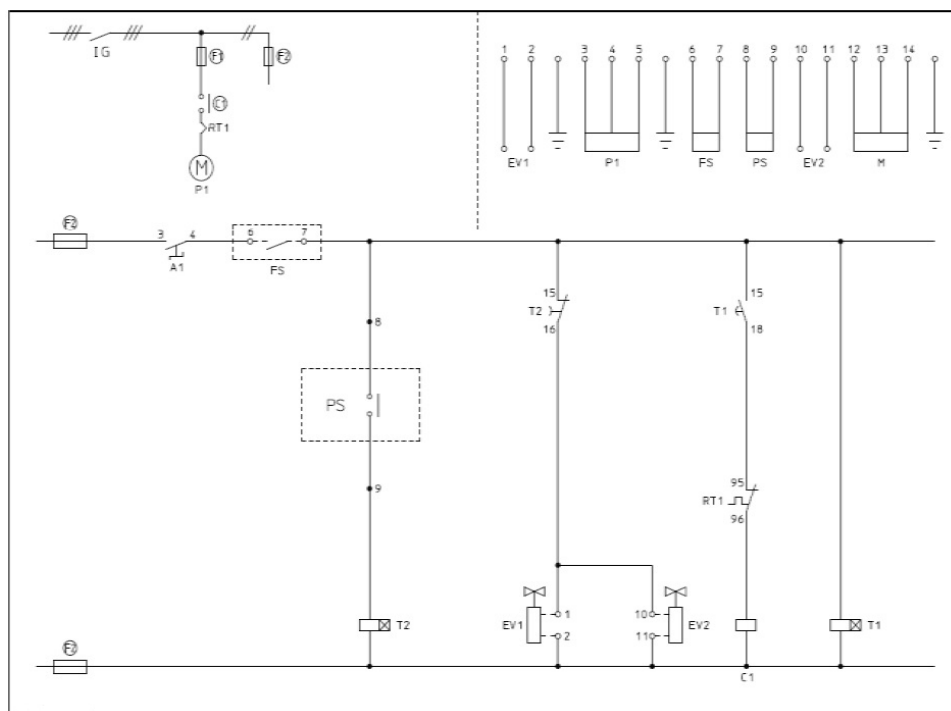 IG
F1
F2
C1
RT1
M
P1
1 2 3 4 5 6 7 8 9 10 11 12 13 14
EV1 P1 FS PS EV2 M
F2
3 4
A1
6 7
FS
15
T2
16
15
T1
18
8
PS
9
95
RT1
96
EV1
1
2
10
11
EV2
T2
T1
F2
C1